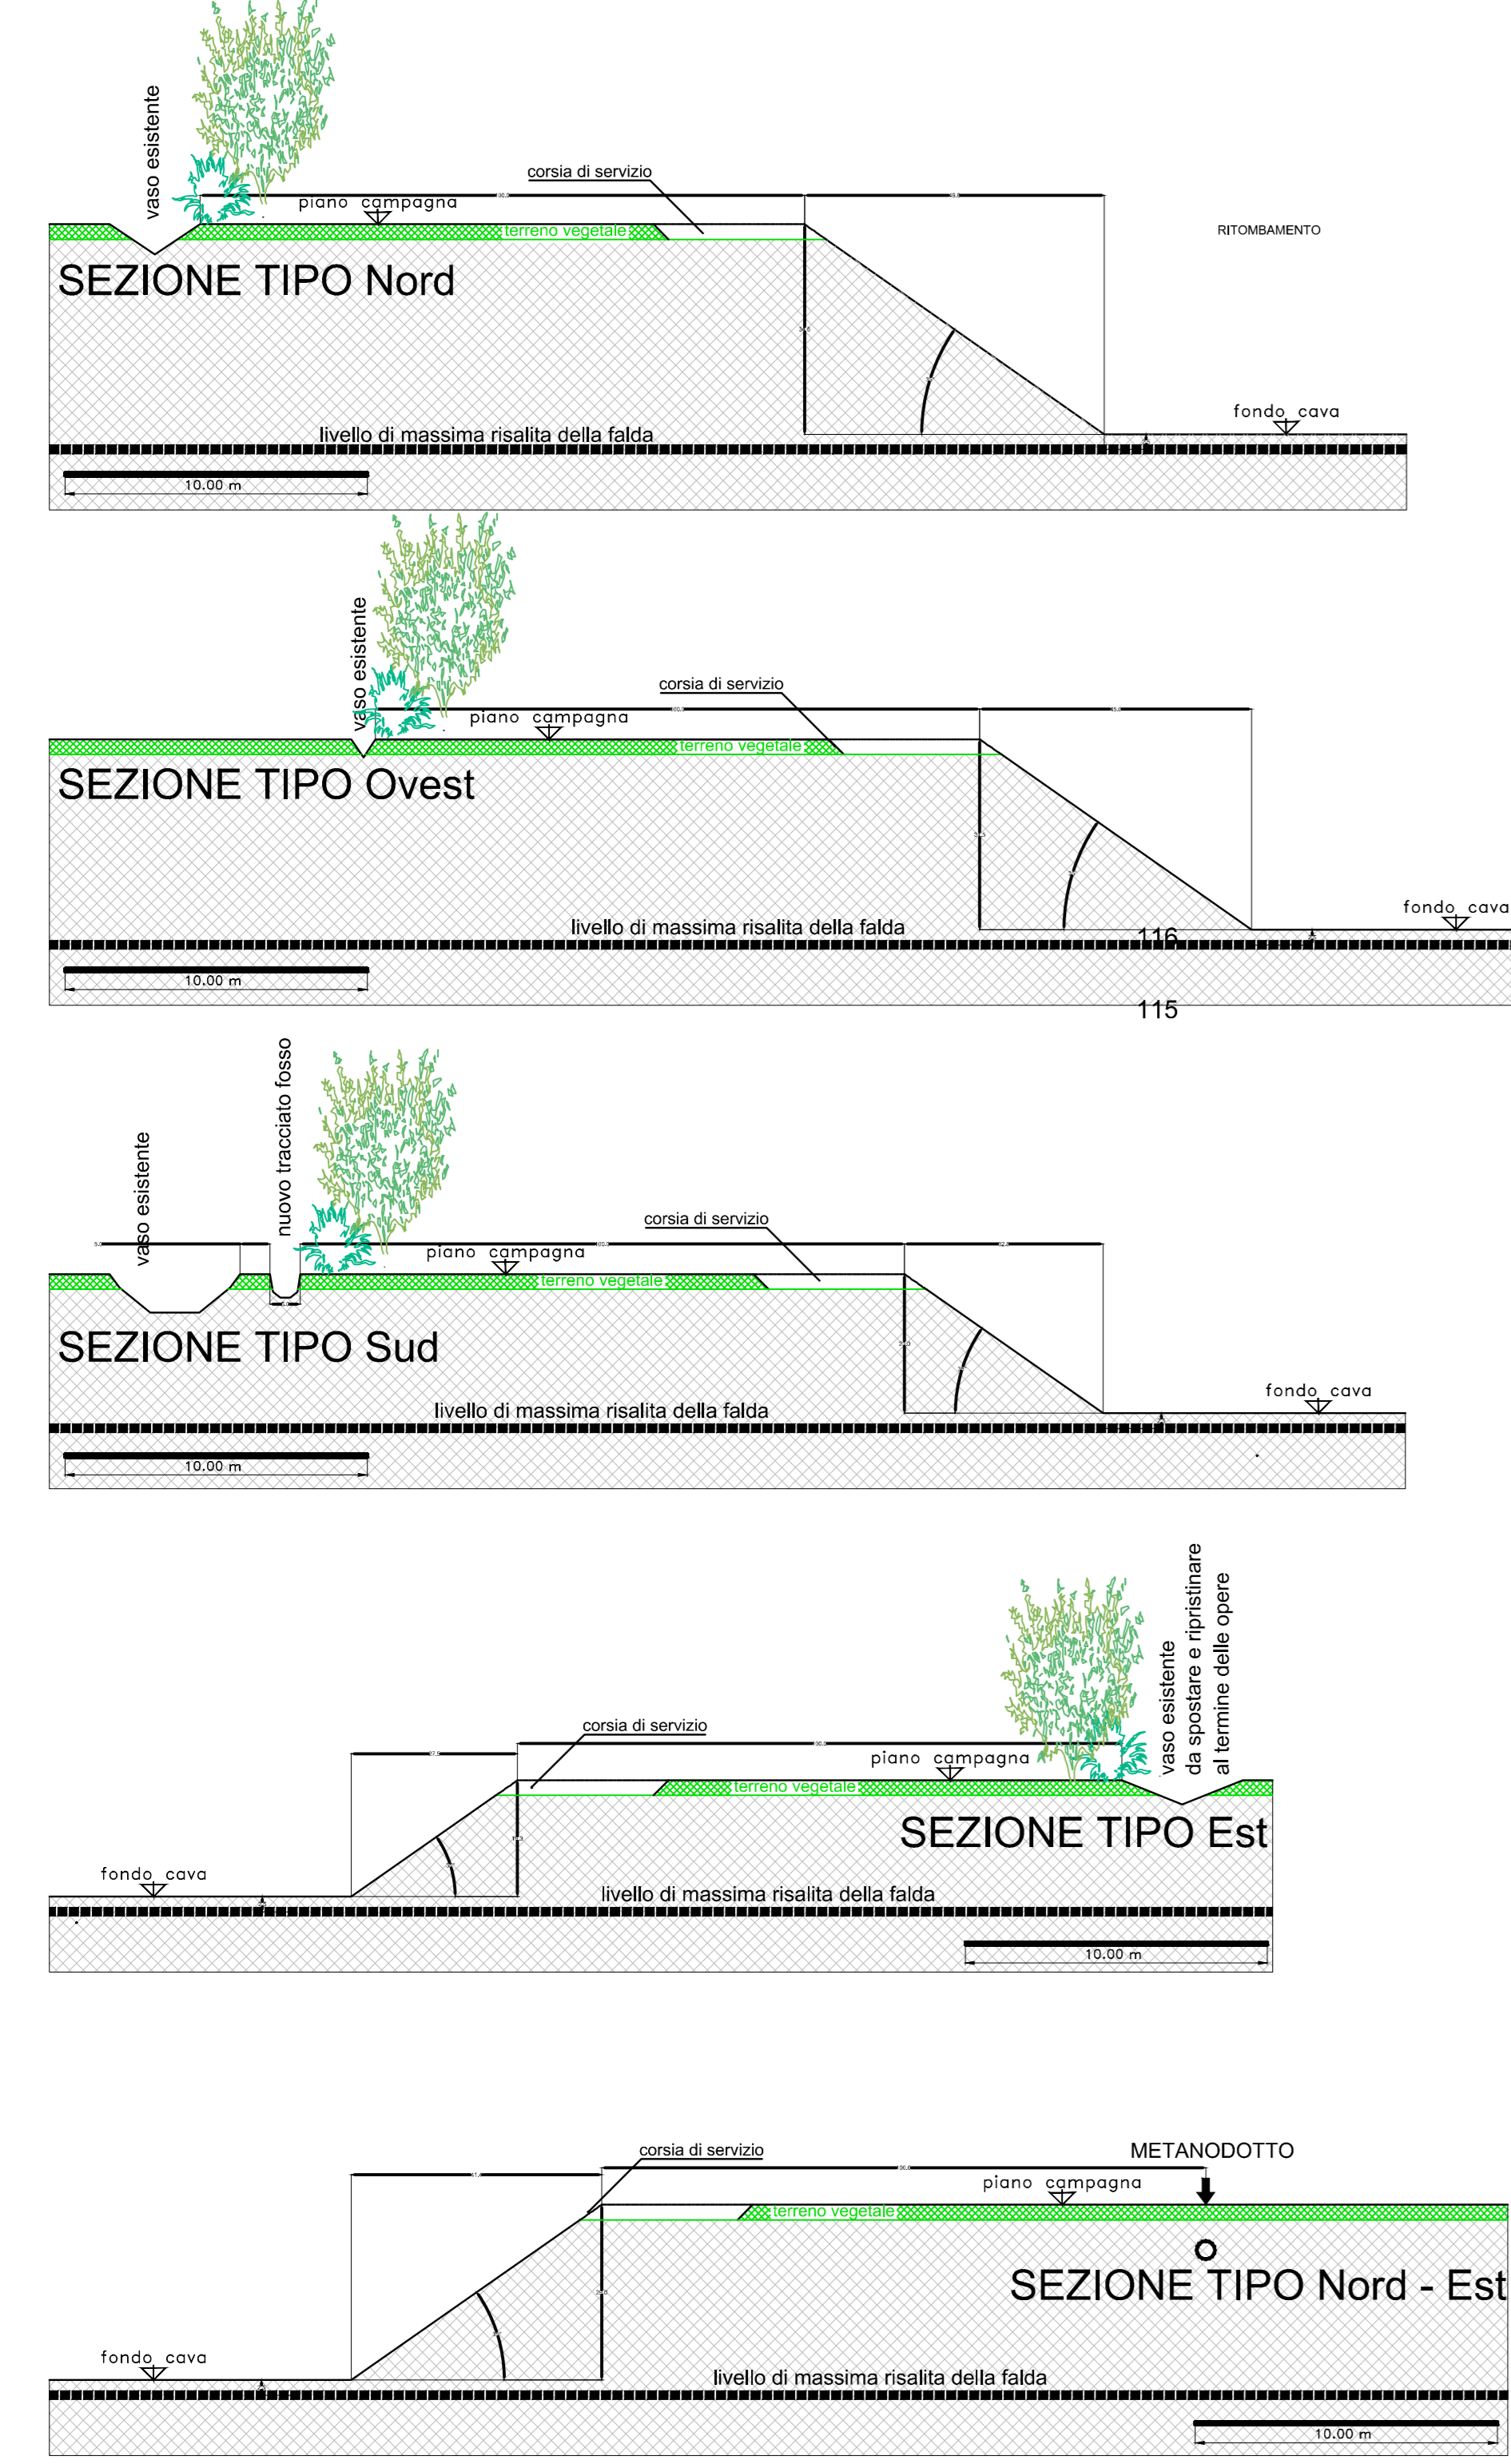 vaso esistente
corsia di servizio
piano campagna
terreno vegetale
RITOMBAMENTO
SEZIONE TIPO Nord
fondo cava
livello di massima risalita della falda
10.00 m
vaso esistente
corsia di servizio
piano campagna
terreno vegetale
SEZIONE TIPO Ovest
fondo cava
livello di massima risalita della falda
116
10.00 m
115
vaso esistente
nuovo tracciato fosso
corsia di servizio
piano campagna
terreno vegetale
SEZIONE TIPO Sud
fondo cava
livello di massima risalita della falda
10.00 m
vaso esistente
da spostare e ripristinare
al termine delle opere
corsia di servizio
piano campagna
terreno vegetale
SEZIONE TIPO Est
fondo cava
livello di massima risalita della falda
10.00 m
corsia di servizio
METANODOTTO
piano campagna
terreno vegetale
SEZIONE TIPO Nord - Est
fondo cava
livello di massima risalita della falda
10.00 m